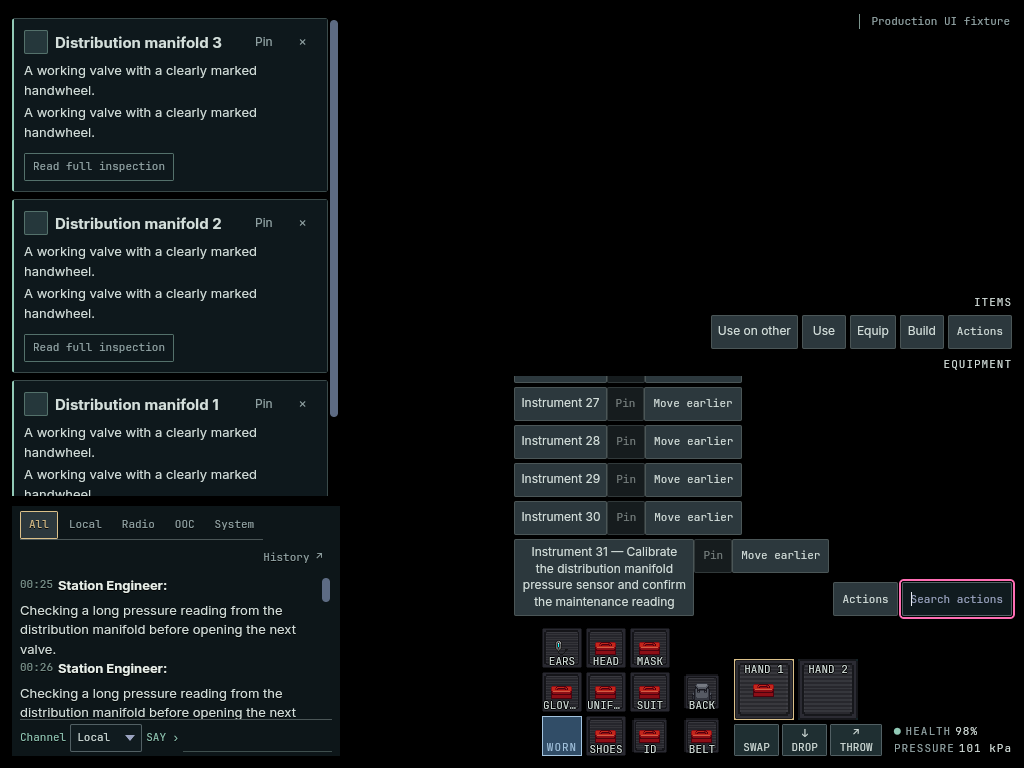 Production UI fixture
Distribution manifold 3 Pin ×
A working valve with a clearly marked
handwheel.
A working valve with a clearly marked
handwheel.
Read full inspection
Distribution manifold 2 Pin ×
A working valve with a clearly marked
handwheel.
A working valve with a clearly marked
handwheel.
Read full inspection
Distribution manifold 1 Pin ×
A working valve with a clearly marked
handwheel.
A working valve with a clearly marked
handwheel.
All Local Radio OOC System
History ↗
00:25 Station Engineer:
Checking a long pressure reading from the
distribution manifold before opening the next
valve.
00:26 Station Engineer:
Checking a long pressure reading from the
distribution manifold before opening the next
Channel Local SAY ›
ITEMS
Use on other Use Equip Build Actions
EQUIPMENT
Instrument 27 Pin Move earlier
Instrument 28 Pin Move earlier
Instrument 29 Pin Move earlier
Instrument 30 Pin Move earlier
Instrument 31 — Calibrate
the distribution manifold
pressure sensor and confirm
the maintenance reading
Pin Move earlier
Actions Search actions
EARS HEAD MASK
GLOV… UNIF… SUIT BACK
WORN SHOES ID BELT
HAND 1 HAND 2
SWAP ↓ DROP ↗ THROW
HEALTH 98%
PRESSURE 101 kPa